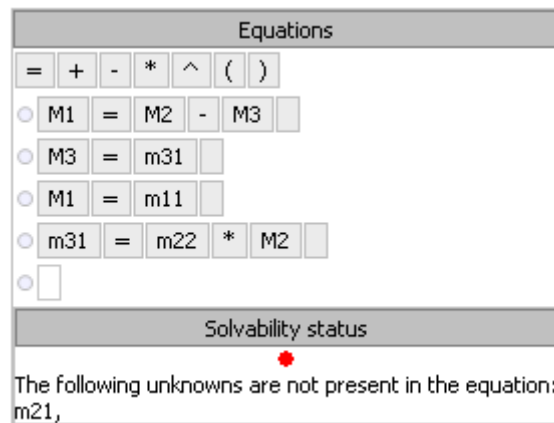 Equations
= + - * ^ ( )
M1 = M2 - M3
M3 = m31
M1 = m11
m31 = m22 * M2
Solvability status
The following unknowns are not present in the equation:
m21,